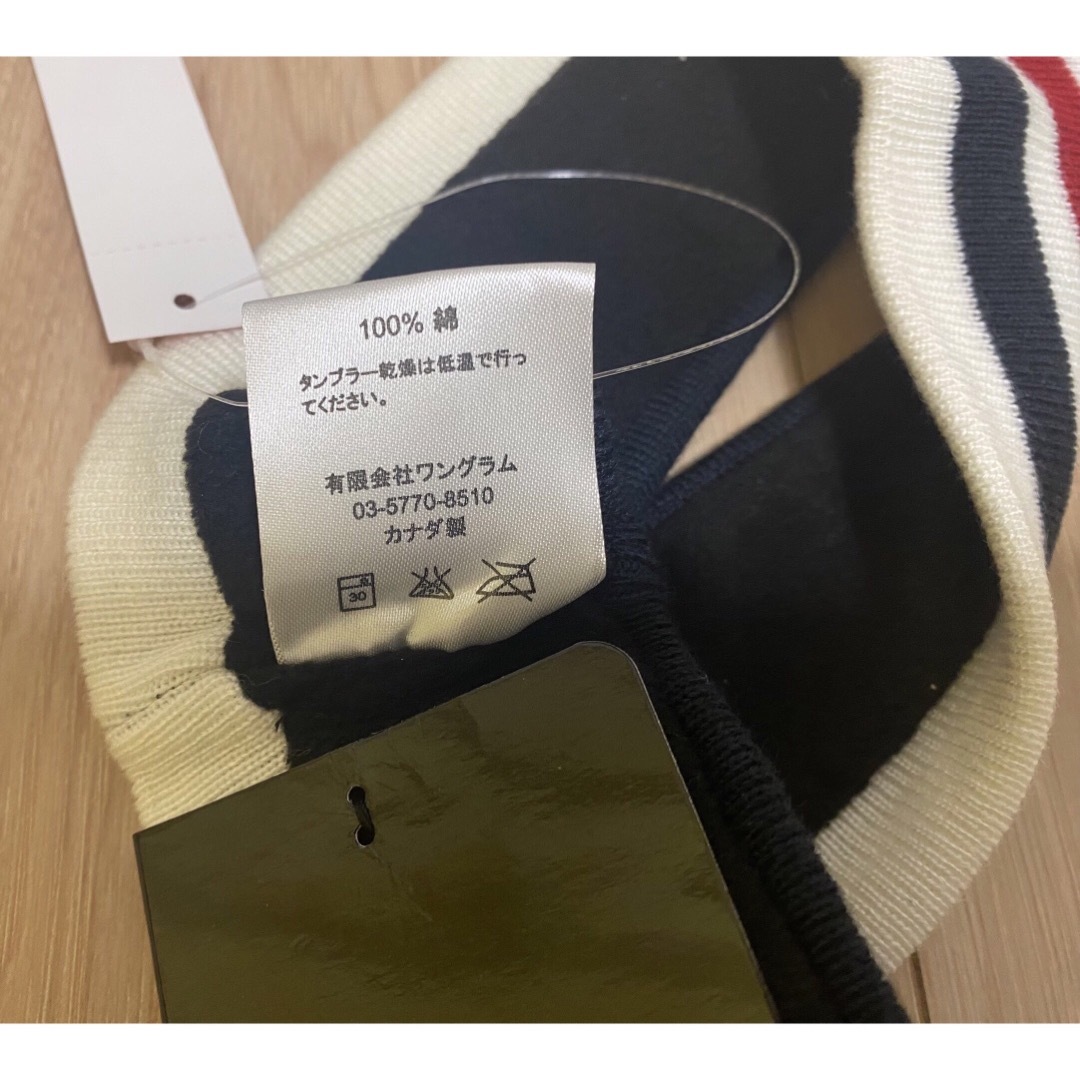 100% 綿
タンブラー乾燥は低温で行っ
てください。
有限会社ワングラム
03-5770-8510
カナダ製
30